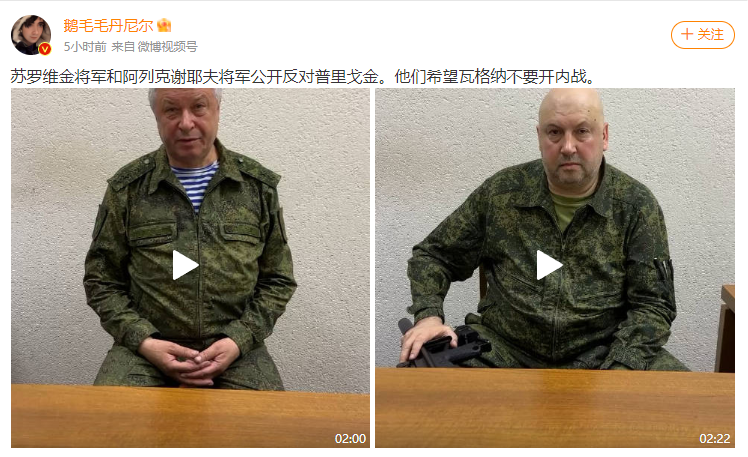 鵝毛毛丹尼尔
5小时前 来自 微博视频号
+ 关注
苏罗维金将军和阿列克谢耶夫将军公开反对普里戈金。他们希望瓦格纳不要开内战。
02:00
02:22